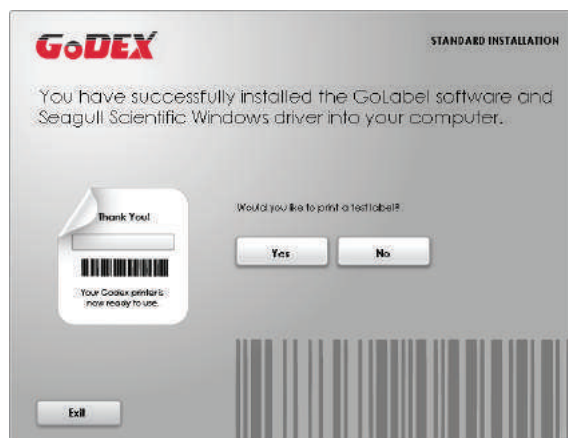 GoDEX
STANDARD INSTALLATION
You have successfully installed the GoLabel software and
Seagull Scientific Windows driver into your computer.
Thank You!
Your Godex printer is
now ready to use.
Would you like to print a test label?
Yes
No
Exit